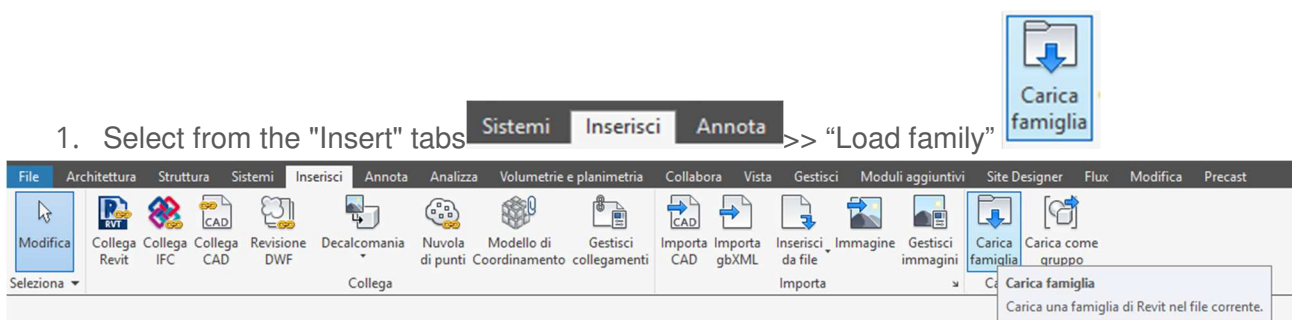 Carica
famiglia
1. Select from the "Insert" tabs Sistemi Inserisci Annota >> “Load family”
File Architettura Struttura Sistemi Inserisci Annota Analizza Volumetrie e planimetria Collabora Vista Gestisci Moduli aggiuntivi Site Designer Flux Modifica Precast
Modifica Collega Collega Collega Revisione Decalcomania Nuvola Modello di Gestisci Importa Importa Inserisci Immagine Gestisci Carica Carica come
Revit IFC CAD DWF di punti Coordinamento collegamenti CAD gbXML da file immagini famiglia gruppo
Seleziona Collega Importa
Carica famiglia
Carica una famiglia di Revit nel file corrente.